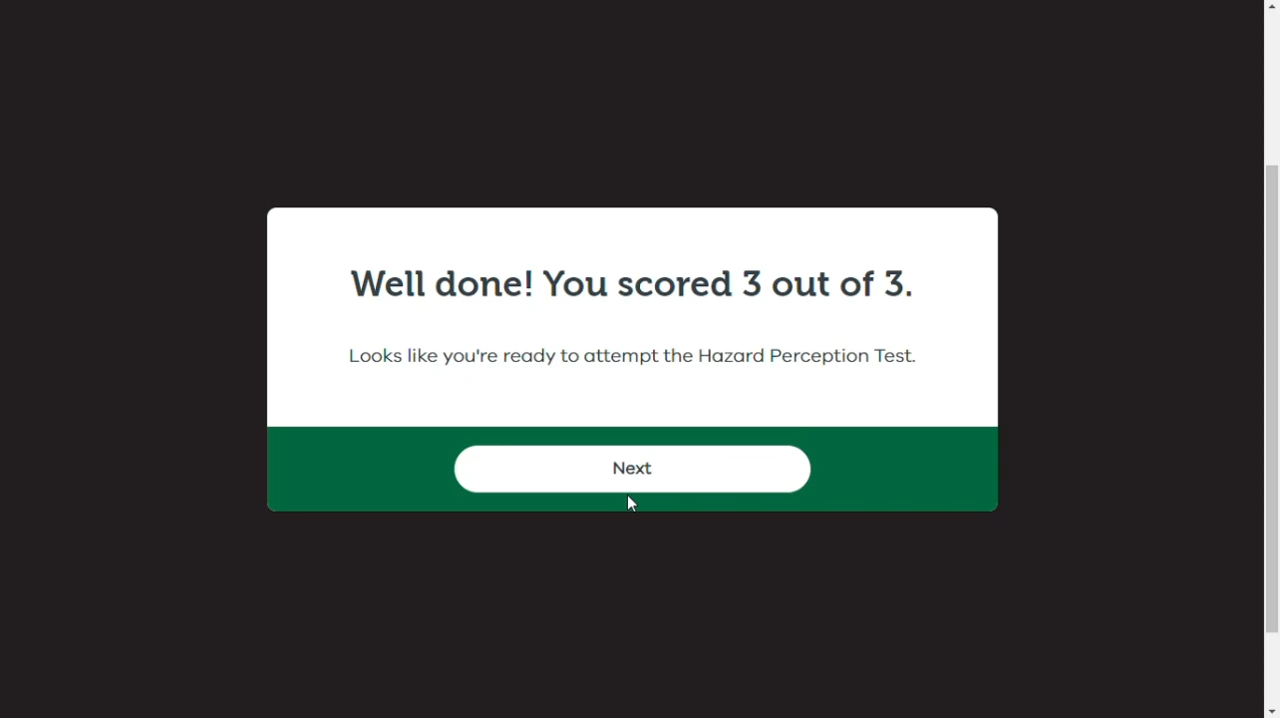 Well done! You scored 3 out of 3.
Looks like you're ready to attempt the Hazard Perception Test.
Next